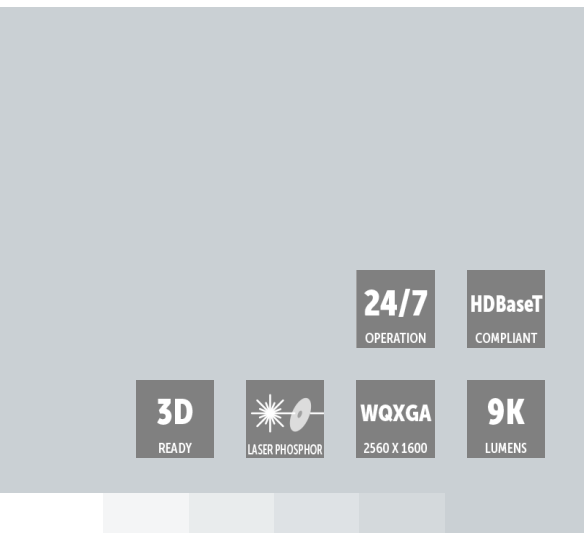 24/7
OPERATION
HDBaseT
COMPLIANT
3D
READY
LASER PHOSPHOR
WQXGA
2560 X 1600
9K
LUMENS